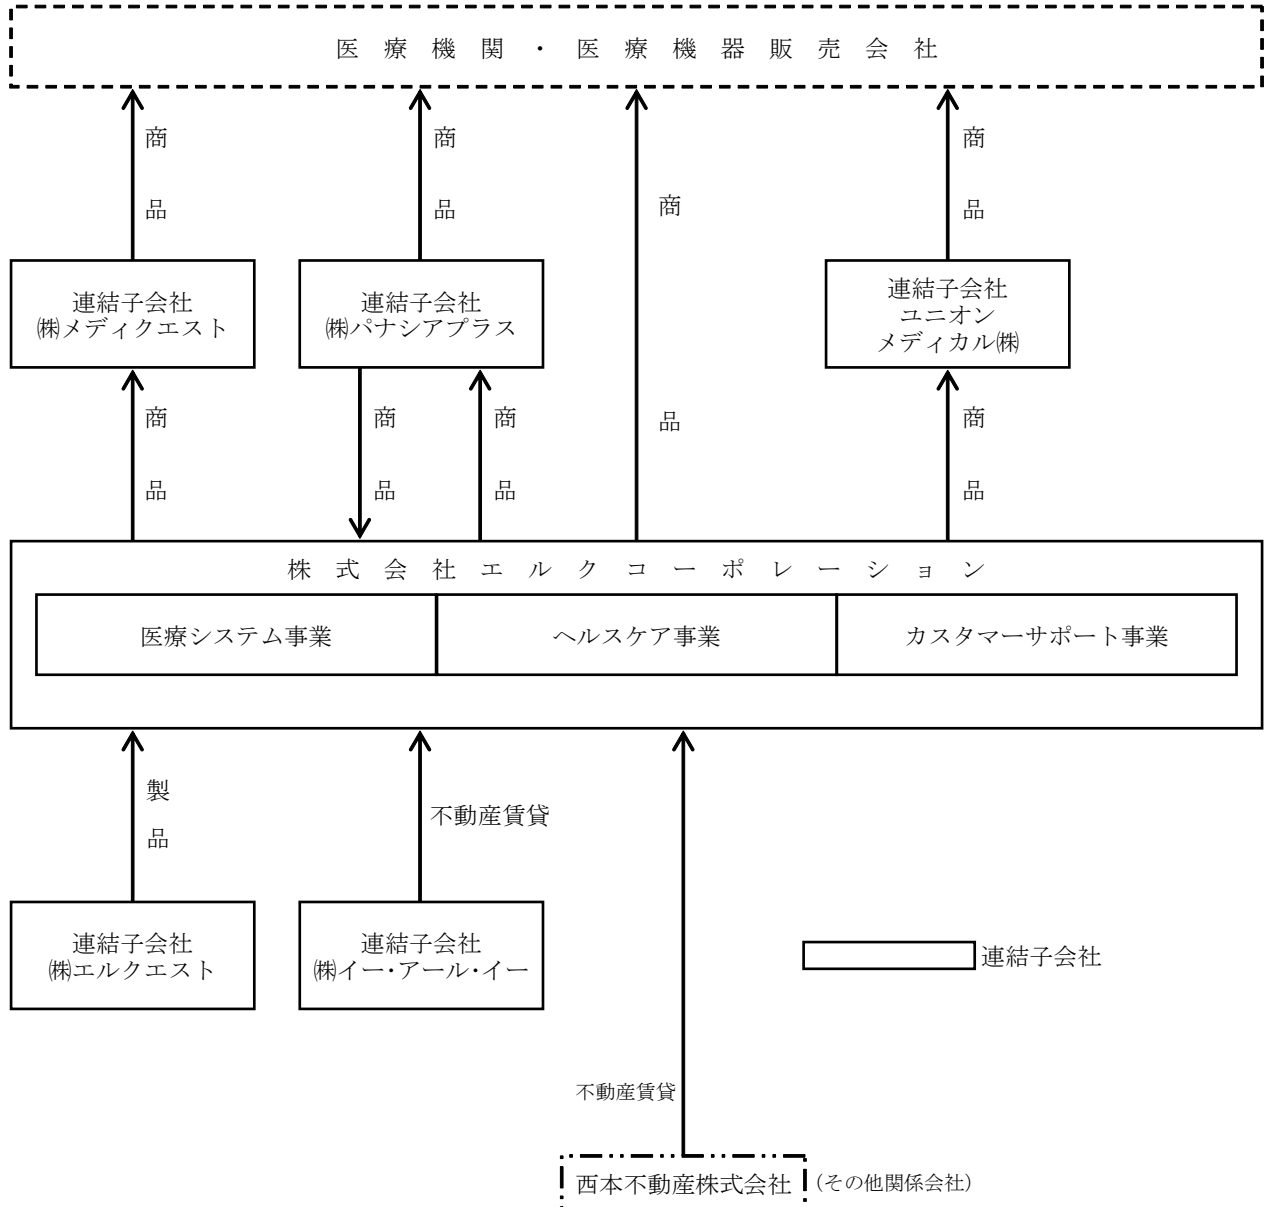 医療機関・医療機器販売会社
商品
商品
商品
商品
連結子会社
㈱メディクエスト
連結子会社
㈱パナシアプラス
連結子会社
ユニオン
メディカル㈱
商品
商品
商品
商品
株式会社エルクコーポレーション
医療システム事業
ヘルスケア事業
カスタマーサポート事業
製品
不動産賃貸
連結子会社
㈱エルクエスト
連結子会社
㈱イー・アール・イー
連結子会社
不動産賃貸
西本不動産株式会社
（その他関係会社）